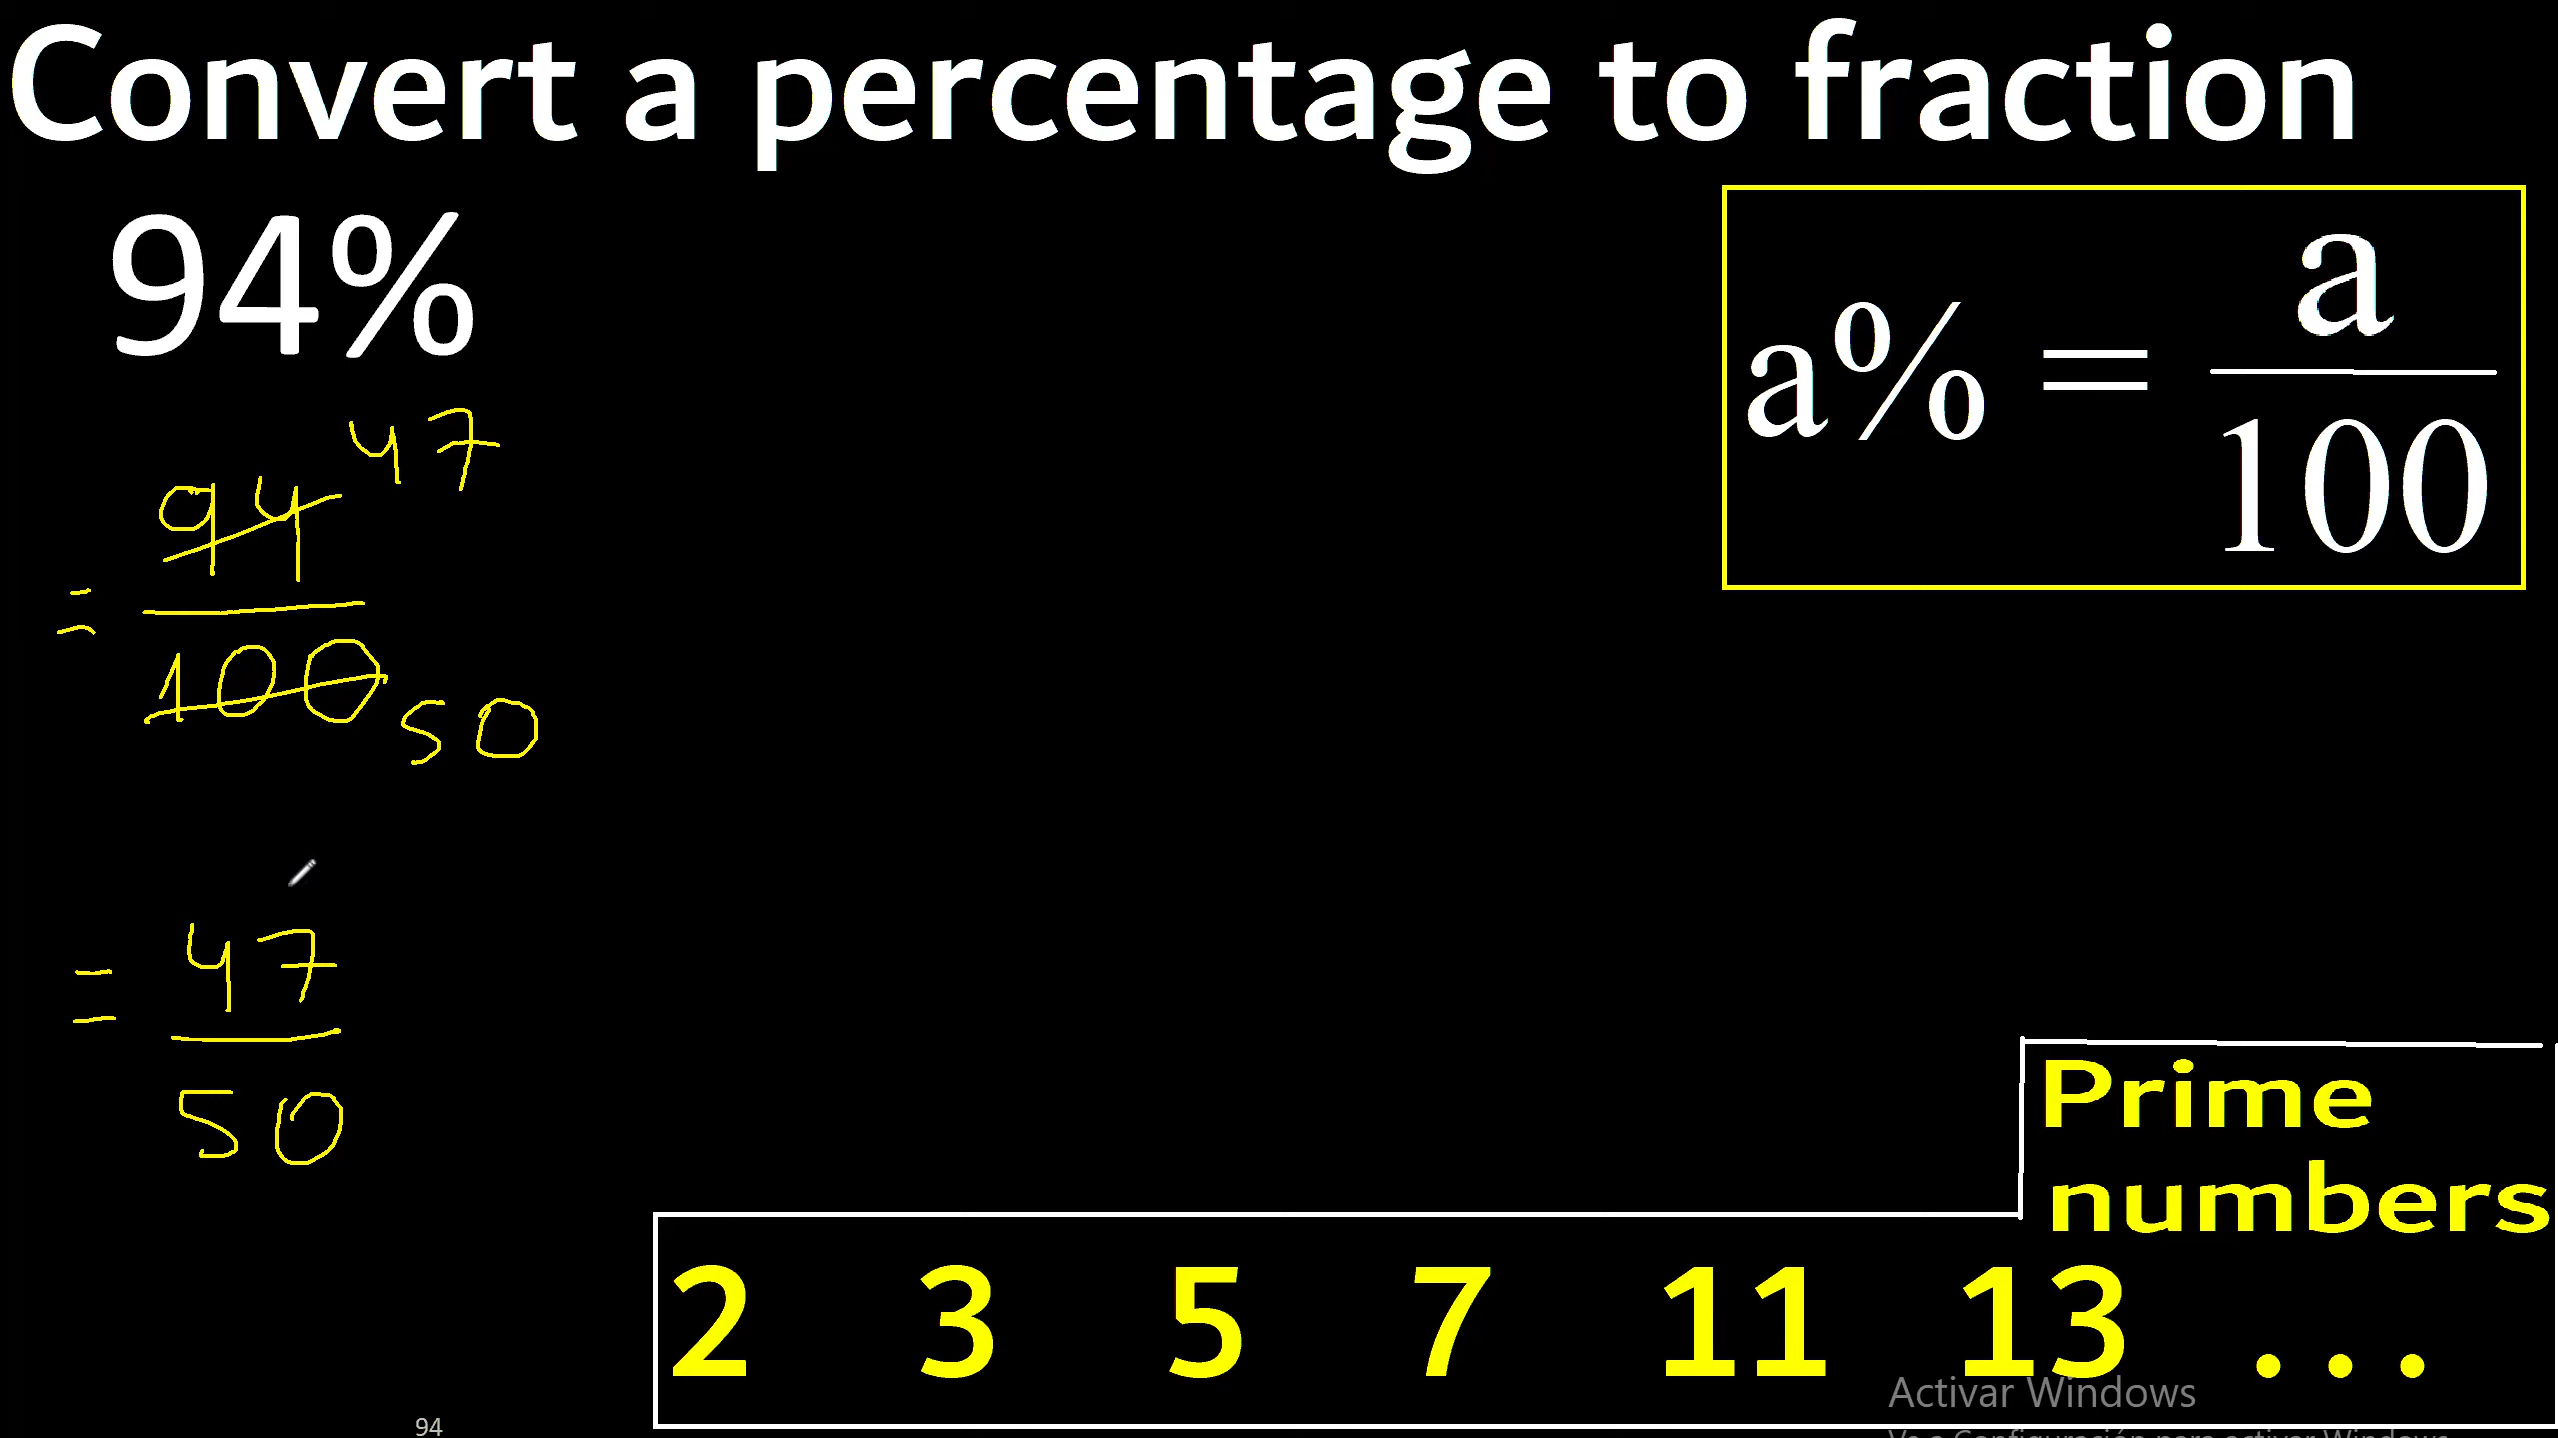 Convert a percentage to fraction
94%
a% = a/100
= 94/100 47 50
= 47/50
Prime
numbers
2 3 5 7 11 13 ...
Activar Windows
94